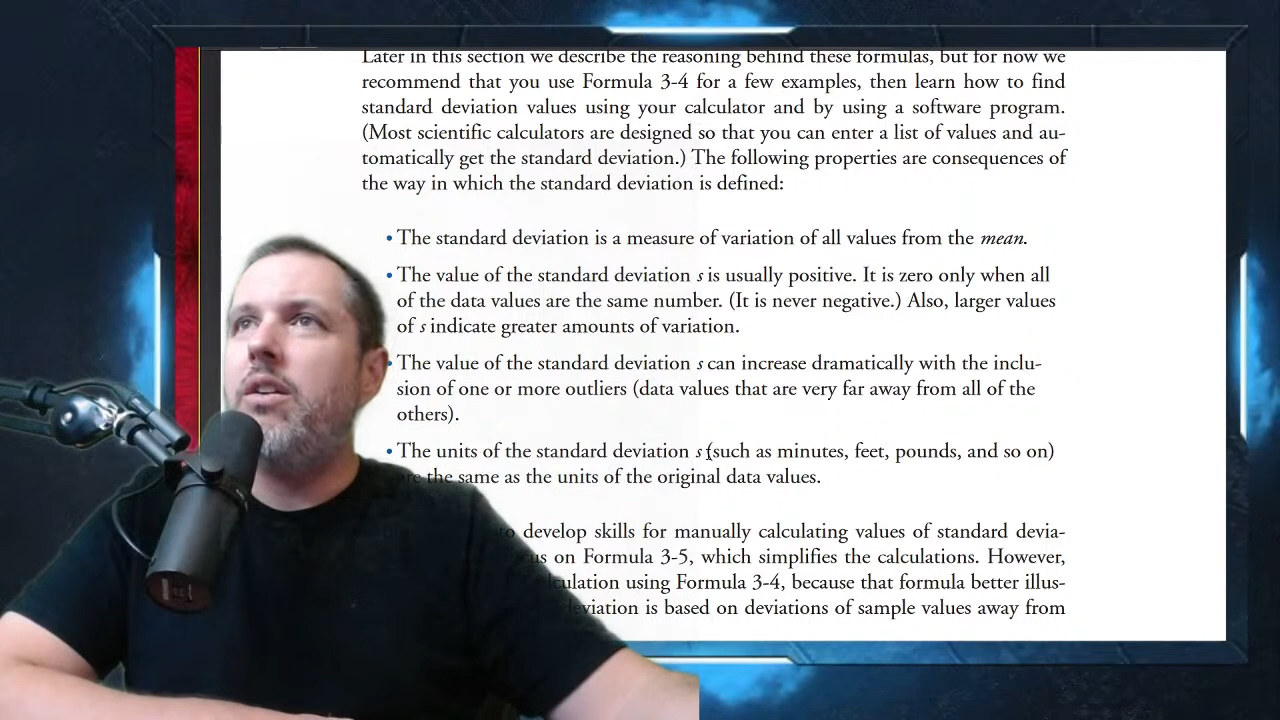 Later in this section we describe the reasoning behind these formulas, but for now we
recommend that you use Formula 3-4 for a few examples, then learn how to find
standard deviation values using your calculator and by using a software program.
(Most scientific calculators are designed so that you can enter a list of values and au-
tomatically get the standard deviation.) The following properties are consequences of
the way in which the standard deviation is defined:
• The standard deviation is a measure of variation of all values from the mean.
• The value of the standard deviation s is usually positive. It is zero only when all
of the data values are the same number. (It is never negative.) Also, larger values
of s indicate greater amounts of variation.
• The value of the standard deviation s can increase dramatically with the inclu-
sion of one or more outliers (data values that are very far away from all of the
others).
• The units of the standard deviation s (such as minutes, feet, pounds, and so on)
are the same as the units of the original data values.
to develop skills for manually calculating values of standard devia-
on Formula 3-5, which simplifies the calculations. However,
using Formula 3-4, because that formula better illus-
is based on deviations of sample values away from